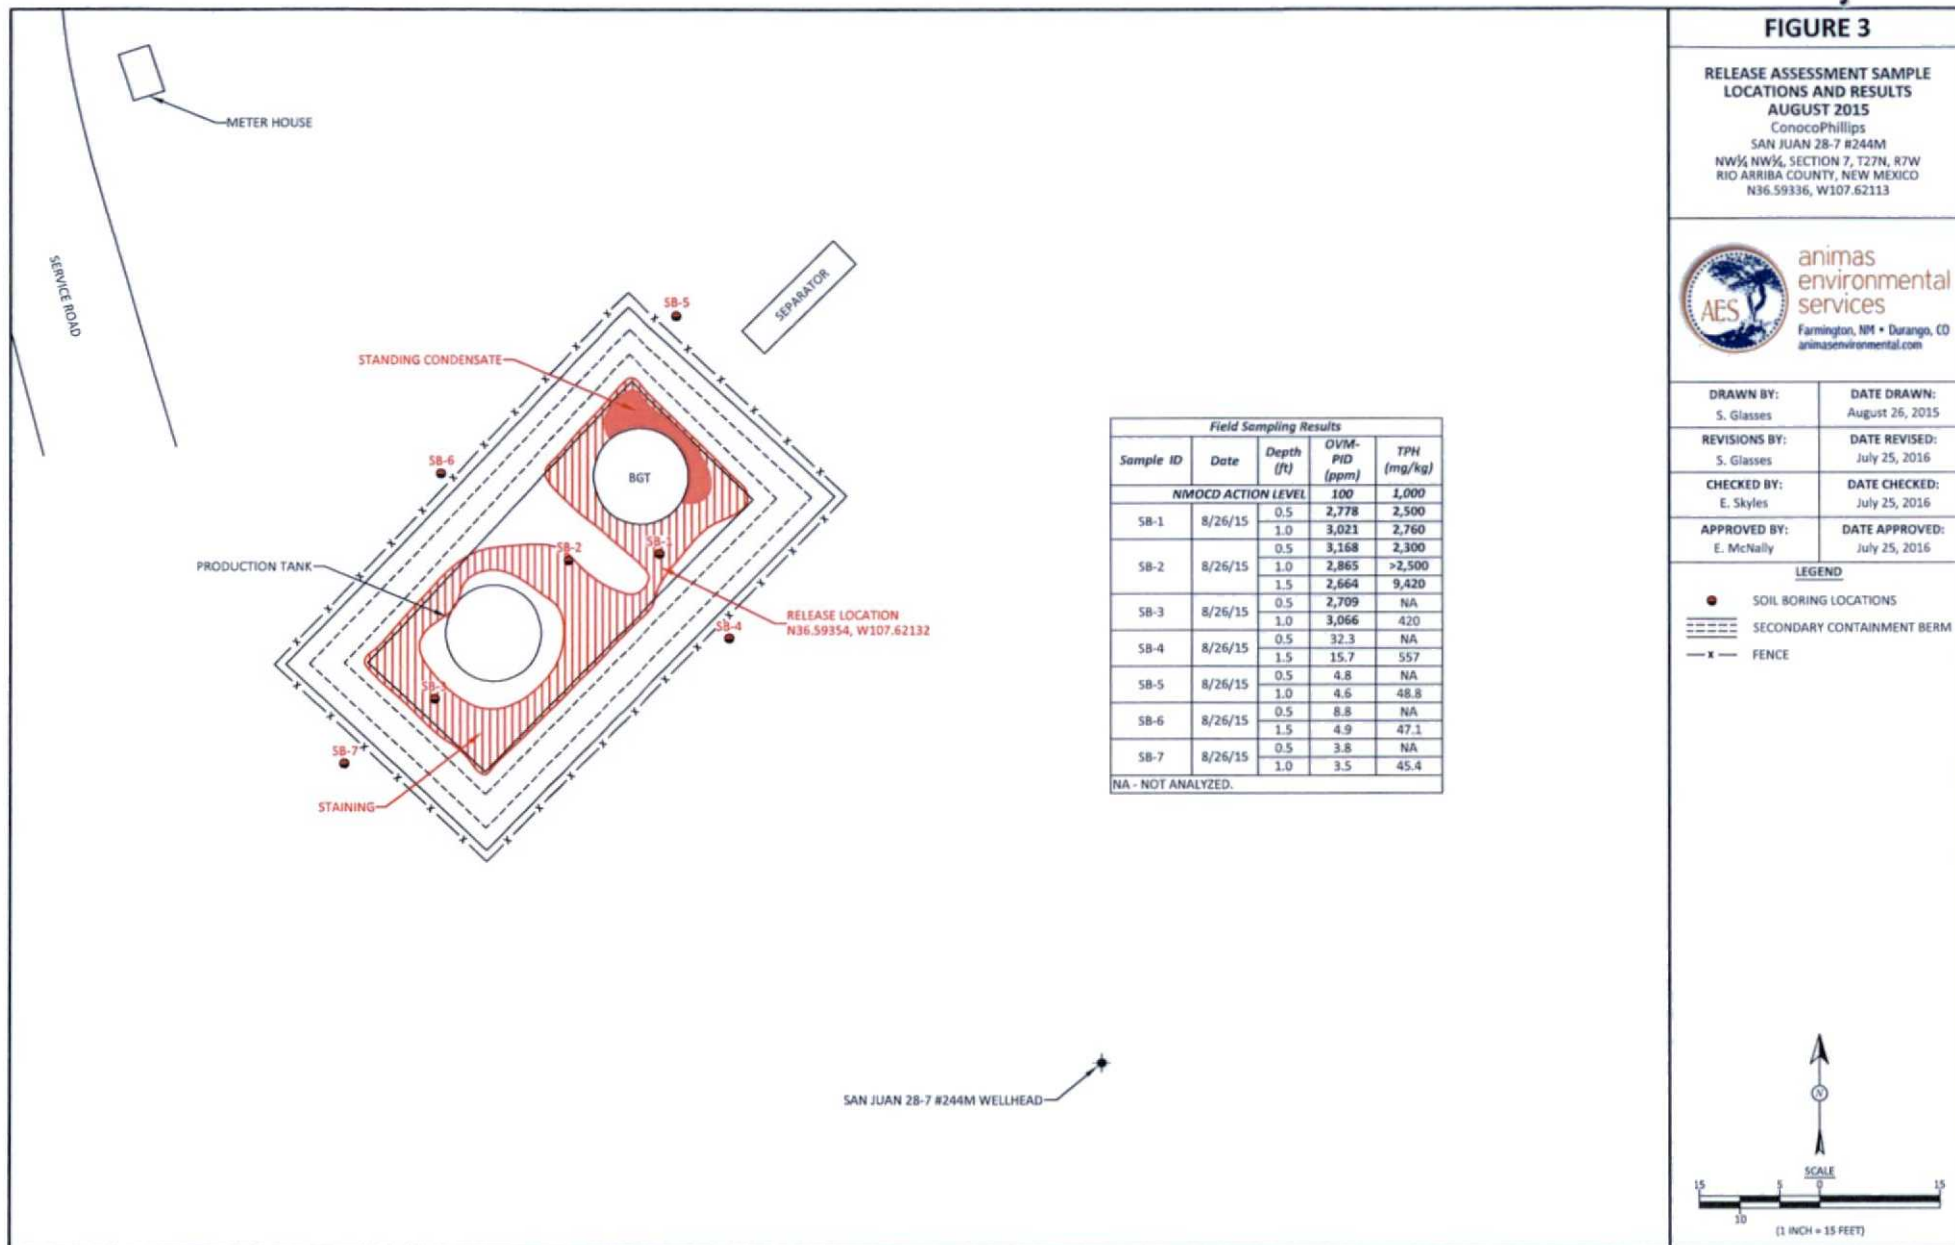 METER HOUSE
SERVICE ROAD
SEPARATOR
SB-5
STANDING CONDENSATE
SB-6
BGT
SB-2
SB-1
PRODUCTION TANK
RELEASE LOCATION
N36.59354, W107.62132
SB-4
SB-3
SB-7
STAINING
SAN JUAN 28-7 #244M WELLHEAD
Field Sampling Results
Sample ID Date Depth (ft) OVM-PID (ppm) TPH (mg/kg)
NMOCD ACTION LEVEL 100 1,000
SB-1 8/26/15 0.5 2,778 2,500
1.0 3,021 2,760
SB-2 8/26/15 0.5 3,168 2,300
1.0 2,865 >2,500
1.5 2,664 9,420
SB-3 8/26/15 0.5 2,709 NA
1.0 3,066 420
SB-4 8/26/15 0.5 32.3 NA
1.5 15.7 557
SB-5 8/26/15 0.5 4.8 NA
1.0 4.6 48.8
SB-6 8/26/15 0.5 8.8 NA
1.5 4.9 47.1
SB-7 8/26/15 0.5 3.8 NA
1.0 3.5 45.4
NA - NOT ANALYZED.
FIGURE 3
RELEASE ASSESSMENT SAMPLE
LOCATIONS AND RESULTS
AUGUST 2015
ConocoPhillips
SAN JUAN 28-7 #244M
NW¼ NW¼, SECTION 7, T27N, R7W
RIO ARRIBA COUNTY, NEW MEXICO
N36.59336, W107.62113
AES
animas
environmental
services
Farmington, NM • Durango, CO
animasenvironmental.com
DRAWN BY: DATE DRAWN:
S. Glasses August 26, 2015
REVISIONS BY: DATE REVISED:
S. Glasses July 25, 2016
CHECKED BY: DATE CHECKED:
E. Skyles July 25, 2016
APPROVED BY: DATE APPROVED:
E. McNally July 25, 2016
LEGEND
SOIL BORING LOCATIONS
SECONDARY CONTAINMENT BERM
x FENCE
N
SCALE
15 5 0 15
10
(1 INCH = 15 FEET)